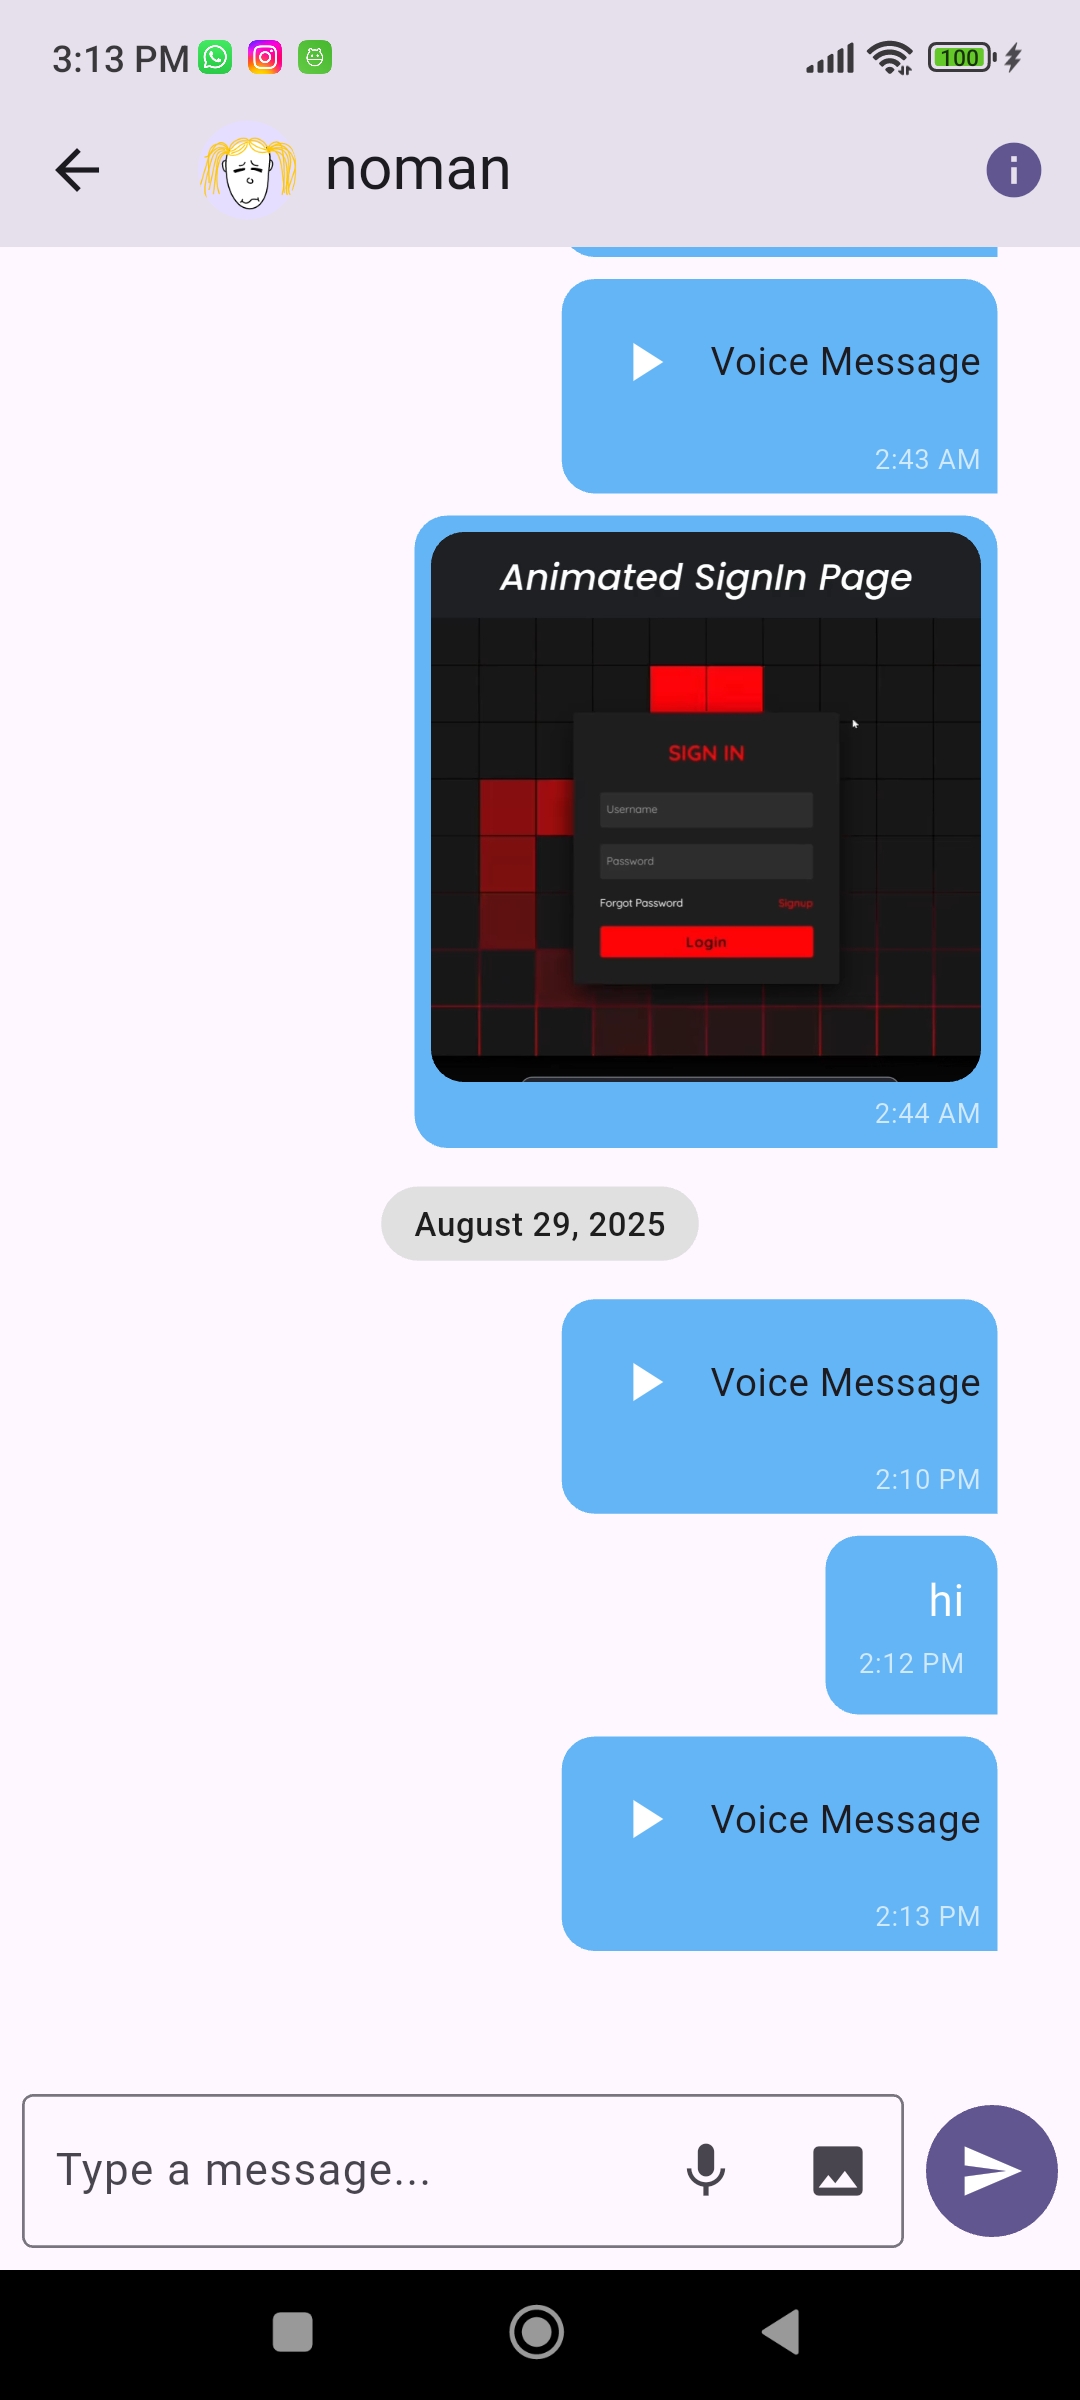 3:13 PM
100
noman
Voice Message
2:43 AM
Animated SignIn Page
SIGN IN
Username
Password
Forgot Password Signup
Login
2:44 AM
August 29, 2025
Voice Message
2:10 PM
hi
2:12 PM
Voice Message
2:13 PM
Type a message...